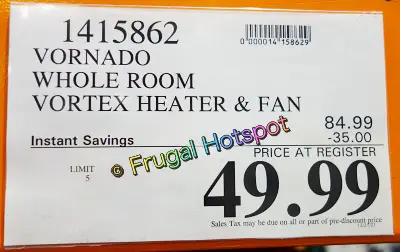 1415862
0"000014"158629"
VORNADO
WHOLE ROOM
VORTEX HEATER & FAN
84.99
Instant Savings -35.00
PRICE AT REGISTER
LIMIT
5
Frugal Hotspot
49.99
Sales Tax may be due on all or part of pre-discount price